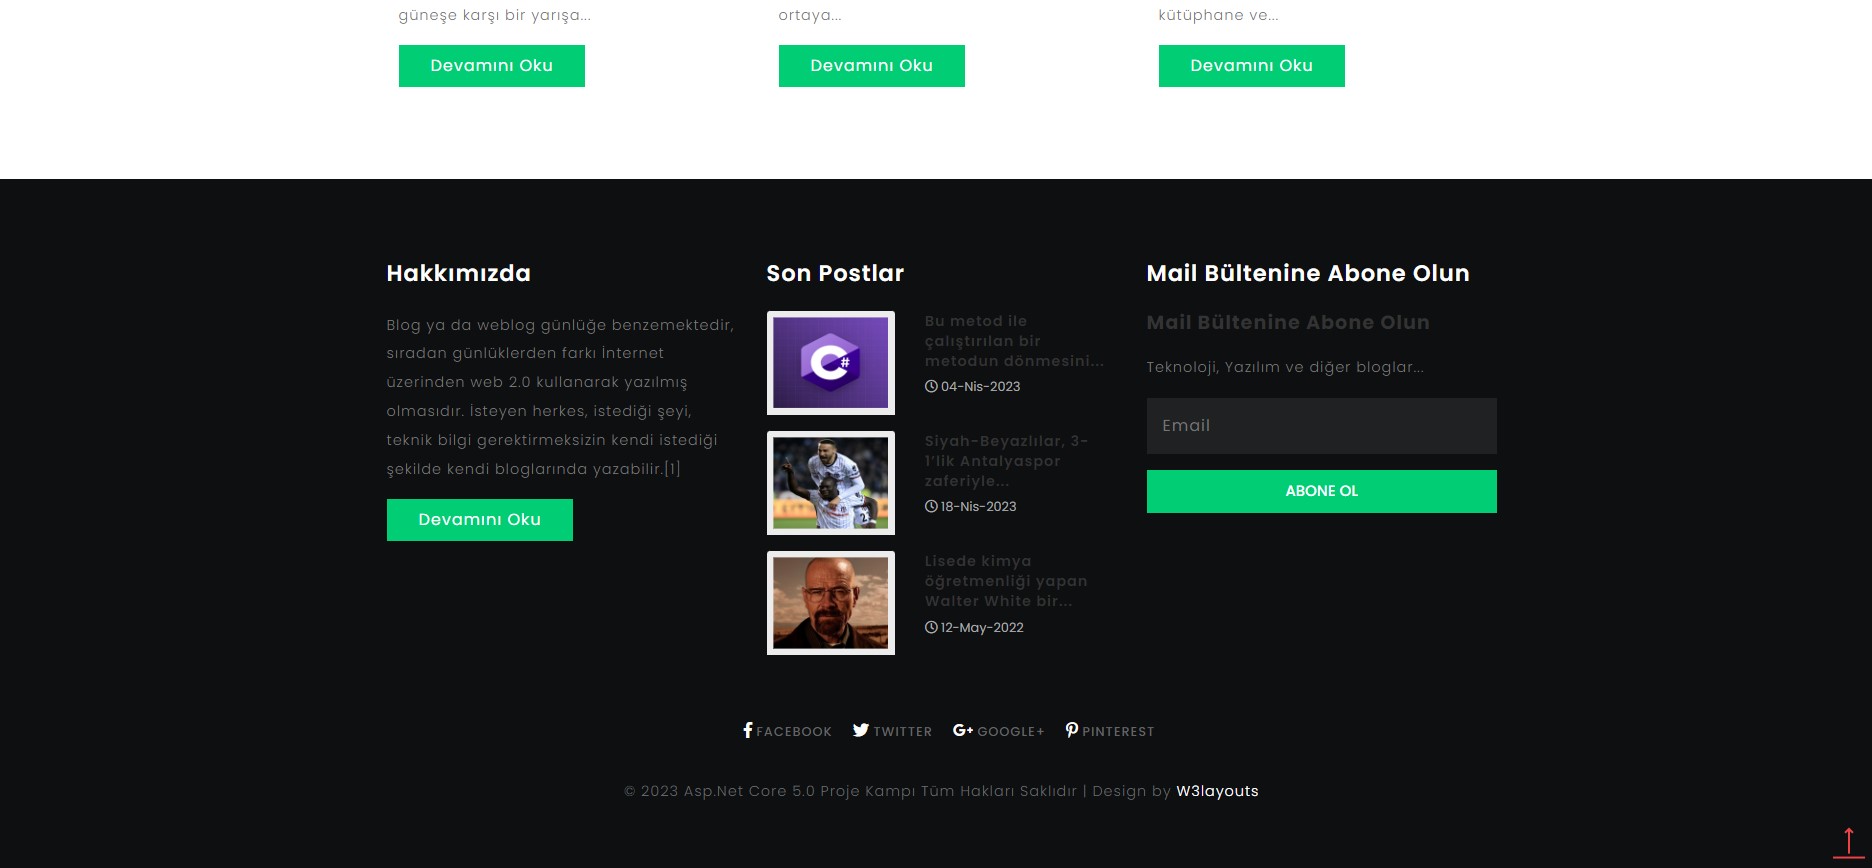 güneşe karşı bir yarışa...
ortaya...
kütüphane ve...
Devamını Oku
Devamını Oku
Devamını Oku
Hakkımızda
Blog ya da weblog günlüğe benzemektedir,
sıradan günlüklerden farkı İnternet
üzerinden web 2.0 kullanarak yazılmış
olmasıdır. İsteyen herkes, istediği şeyi,
teknik bilgi gerektirmeksizin kendi istediği
şekilde kendi bloglarında yazabilir.[1]
Devamını Oku
Son Postlar
C#
Bu metod ile
çalıştırılan bir
metodun dönmesini...
04-Nis-2023
Siyah-Beyazlılar, 3-
1’lik Antalyaspor
zaferiyle...
18-Nis-2023
Lisede kimya
öğretmenliği yapan
Walter White bir...
12-May-2022
Mail Bültenine Abone Olun
Mail Bültenine Abone Olun
Teknoloji, Yazılım ve diğer bloglar...
Email
ABONE OL
FACEBOOK TWITTER GOOGLE+ PINTEREST
© 2023 Asp.Net Core 5.0 Proje Kampı Tüm Hakları Saklıdır | Design by W3layouts